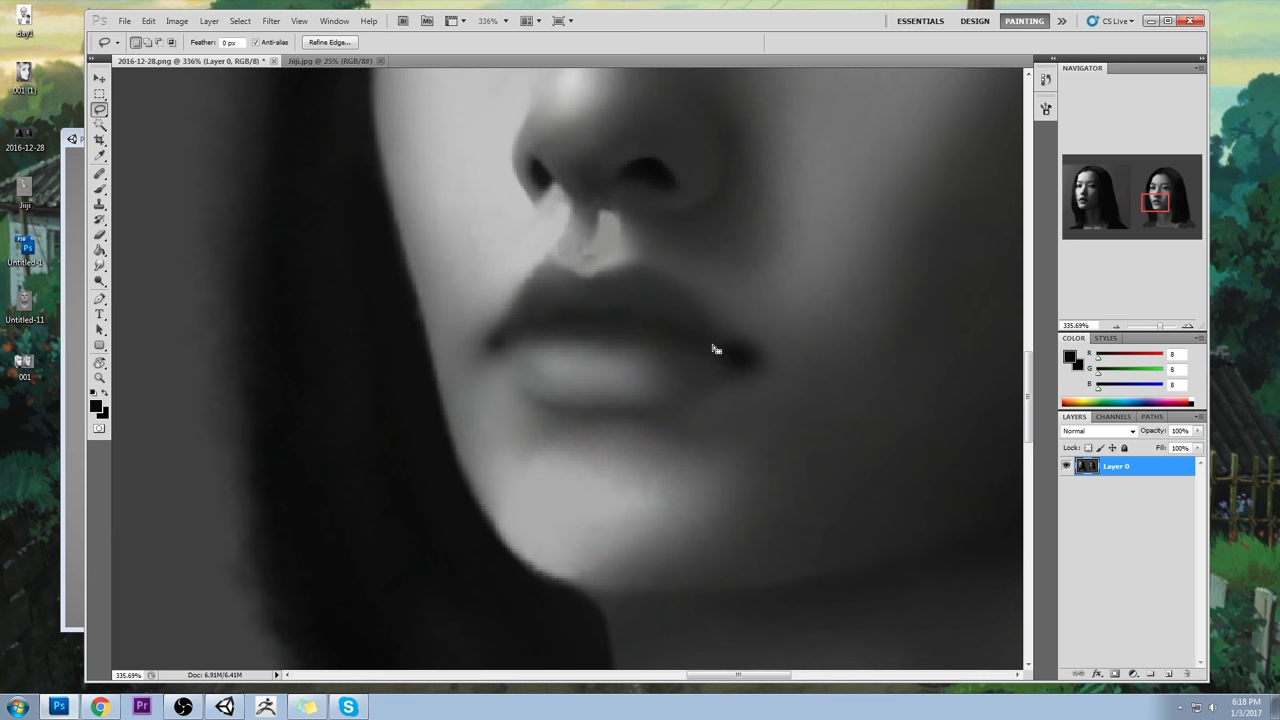 day1
001 (1)
2016-12-28
Jiji
Untitled-1
Untitled-11
001
Ps
File Edit Image Layer Select Filter View Window Help
Mb
336%
ESSENTIALS DESIGN PAINTING
CS Live
Feather: 0 px
Anti-alias
Refine Edge...
2016-12-28.png @ 336% (Layer 0, RGB/8) *
Jiiji.jpg @ 25% (RGB/8#)
NAVIGATOR
335.69%
COLOR STYLES
R 8
G 8
B 8
LAYERS CHANNELS PATHS
Normal
Opacity: 100%
Lock:
Fill: 100%
Layer 0
335.69%
Doc: 6.91M/6.41M
Ps
Pr
6:18 PM
1/3/2017